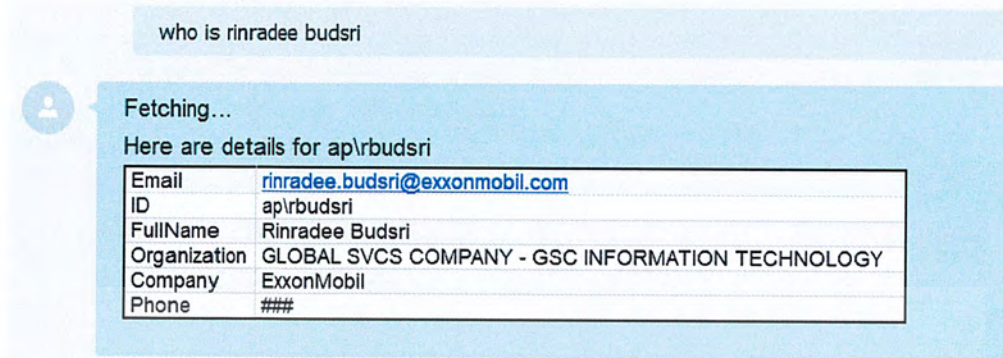 who is rinradee budsri
Fetching...
Here are details for ap\rbudsri
Email rinradee.budsri@exxonmobil.com
ID ap\rbudsri
FullName Rinradee Budsri
Organization GLOBAL SVCS COMPANY - GSC INFORMATION TECHNOLOGY
Company ExxonMobil
Phone ###